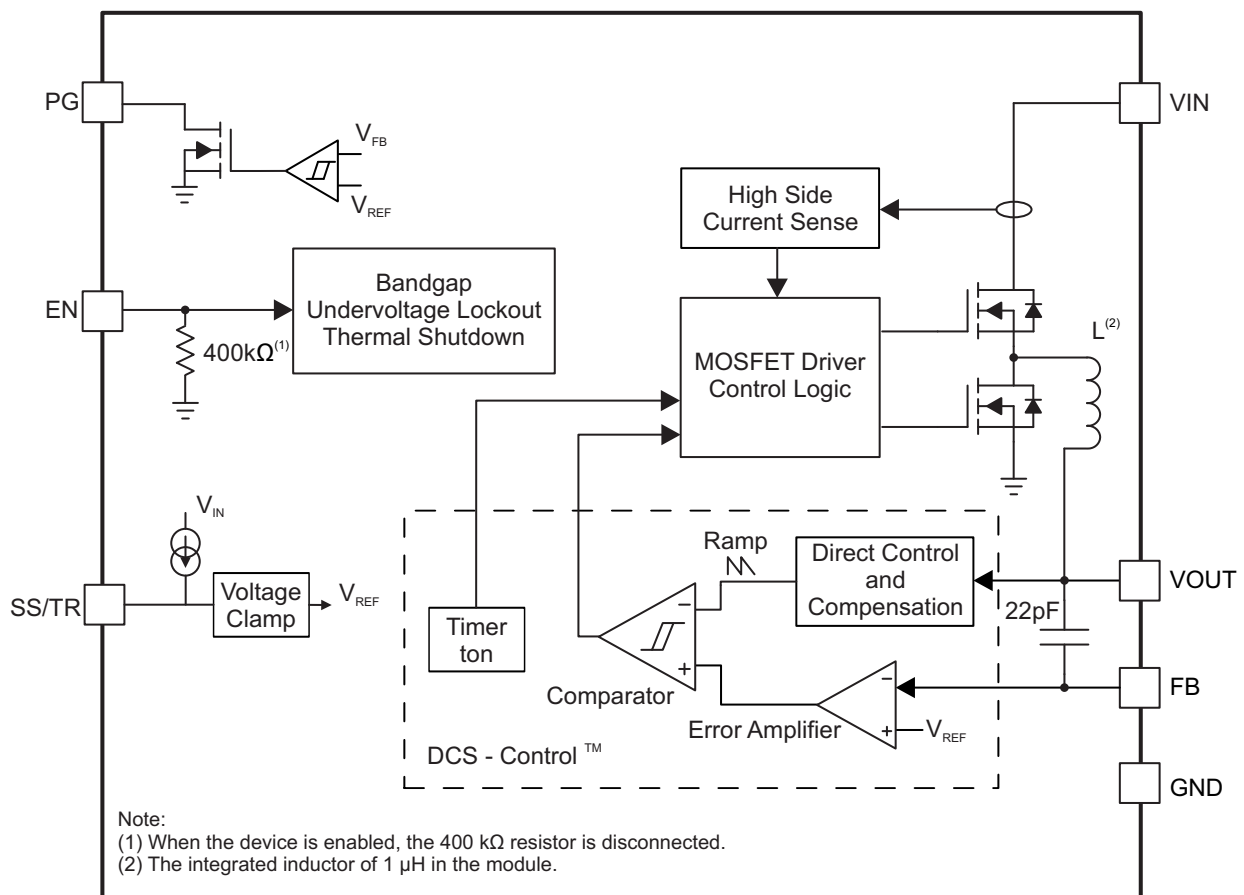 PG
VIN
V_FB
V_REF
High Side
Current Sense
EN
Bandgap
Undervoltage Lockout
Thermal Shutdown
400kΩ(1)
L(2)
MOSFET Driver
Control Logic
V_IN
SS/TR
Voltage
Clamp
V_REF
Ramp
Direct Control
and
Compensation
VOUT
22pF
Timer
ton
−
+
Comparator
FB
−
+
V_REF
Error Amplifier
DCS - Control ™
GND
Note:
(1) When the device is enabled, the 400 kΩ resistor is disconnected.
(2) The integrated inductor of 1 µH in the module.